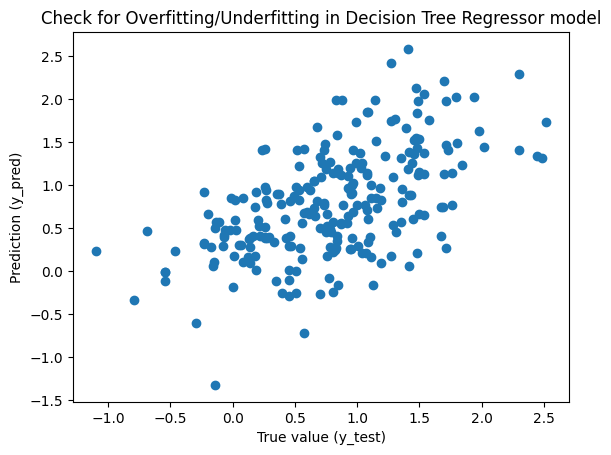 Check for Overfitting/Underfitting in Decision Tree Regressor model
2.5
2.0
1.5
1.0
0.5
0.0
−0.5
−1.0
−1.5
Prediction (y_pred)
−1.0 −0.5 0.0 0.5 1.0 1.5 2.0 2.5
True value (y_test)